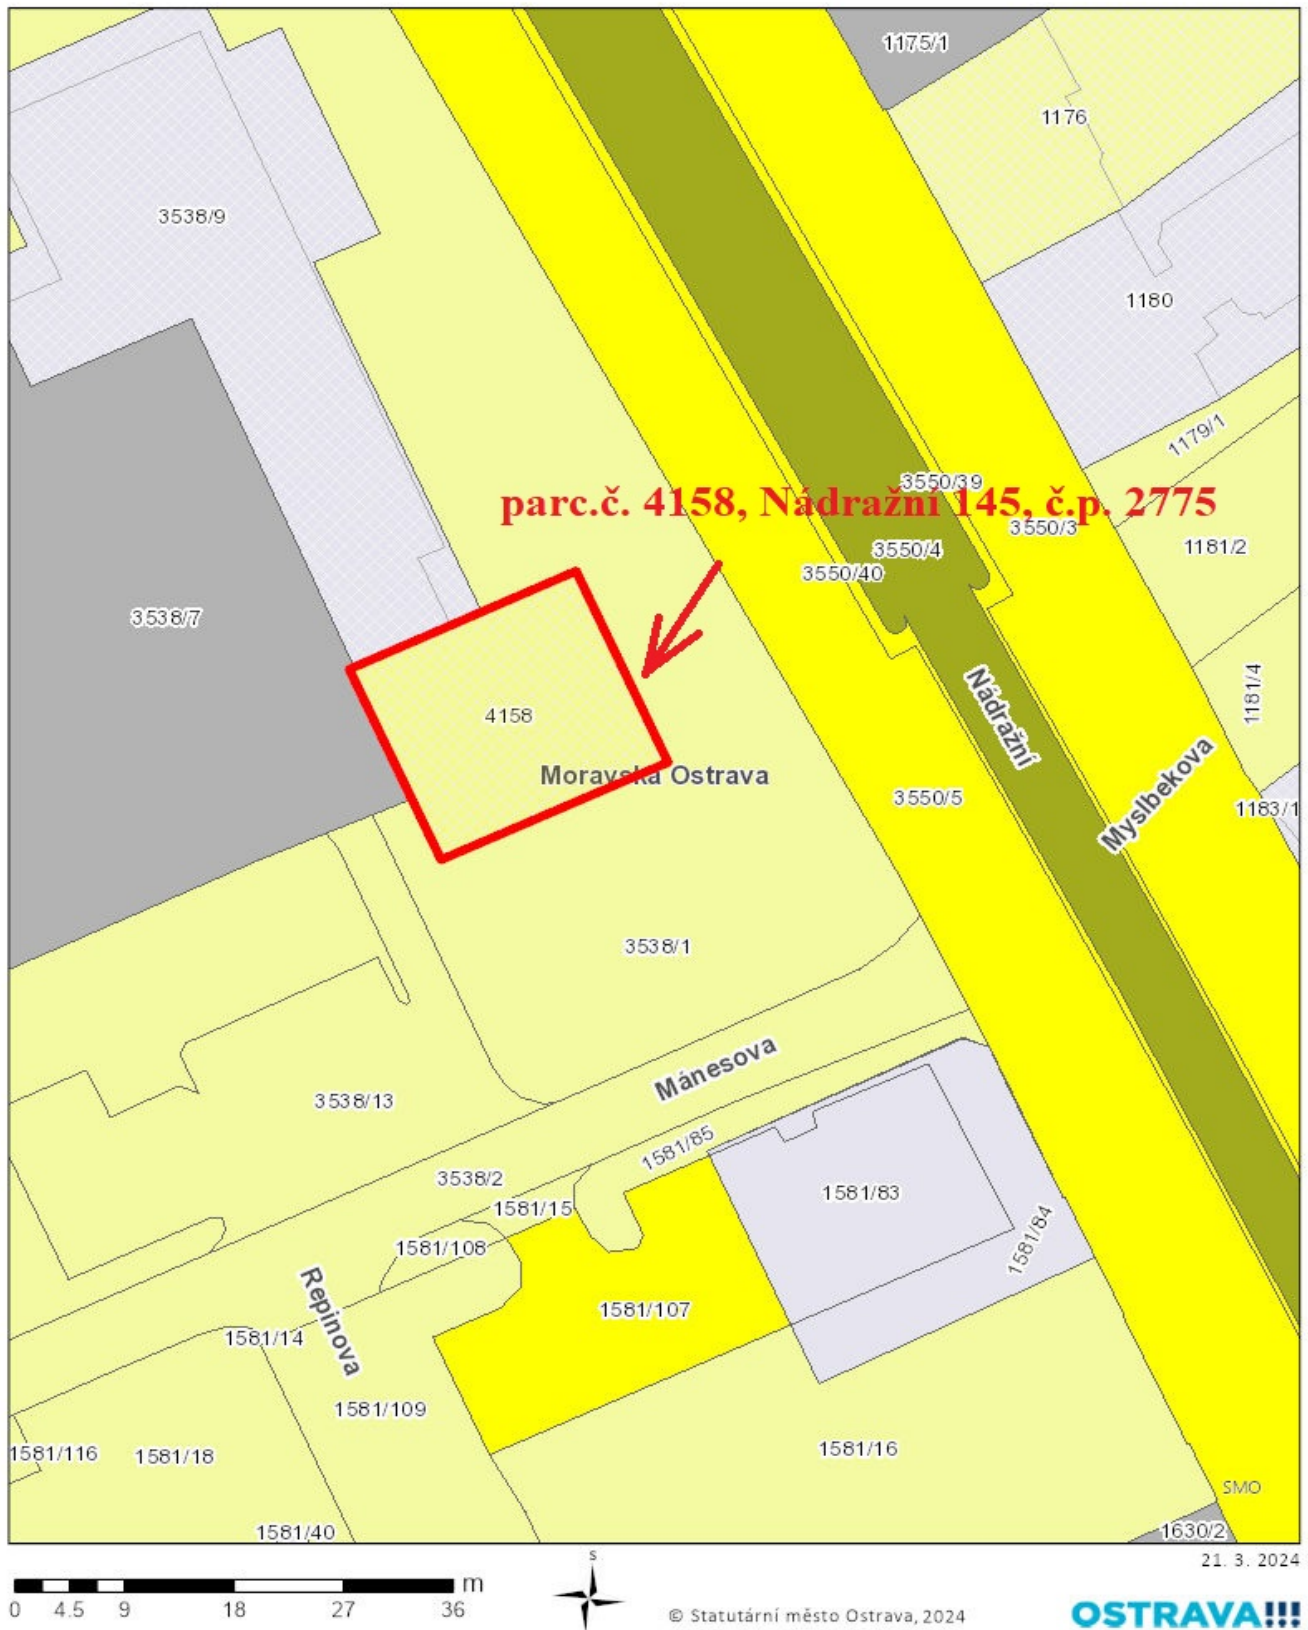 1175/1
1176
3538/9
1180
1179/1
3550/39
parc.č. 4158, Nádražní 145, č.p. 2775
3550/3
3550/4
1181/2
3550/40
3538/7
1181/4
Nádražní
4158
Moravská Ostrava
3550/5
Myslbekova
1183/1
3538/1
Mánesova
3538/13
1581/85
3538/2
1581/83
1581/15
1581/84
1581/108
Repinova
1581/107
1581/14
1581/109
1581/16
1581/116
1581/18
SMO
1581/40
1630/2
21. 3. 2024
s
m
0 4.5 9 18 27 36
© Statutární město Ostrava, 2024
OSTRAVA!!!